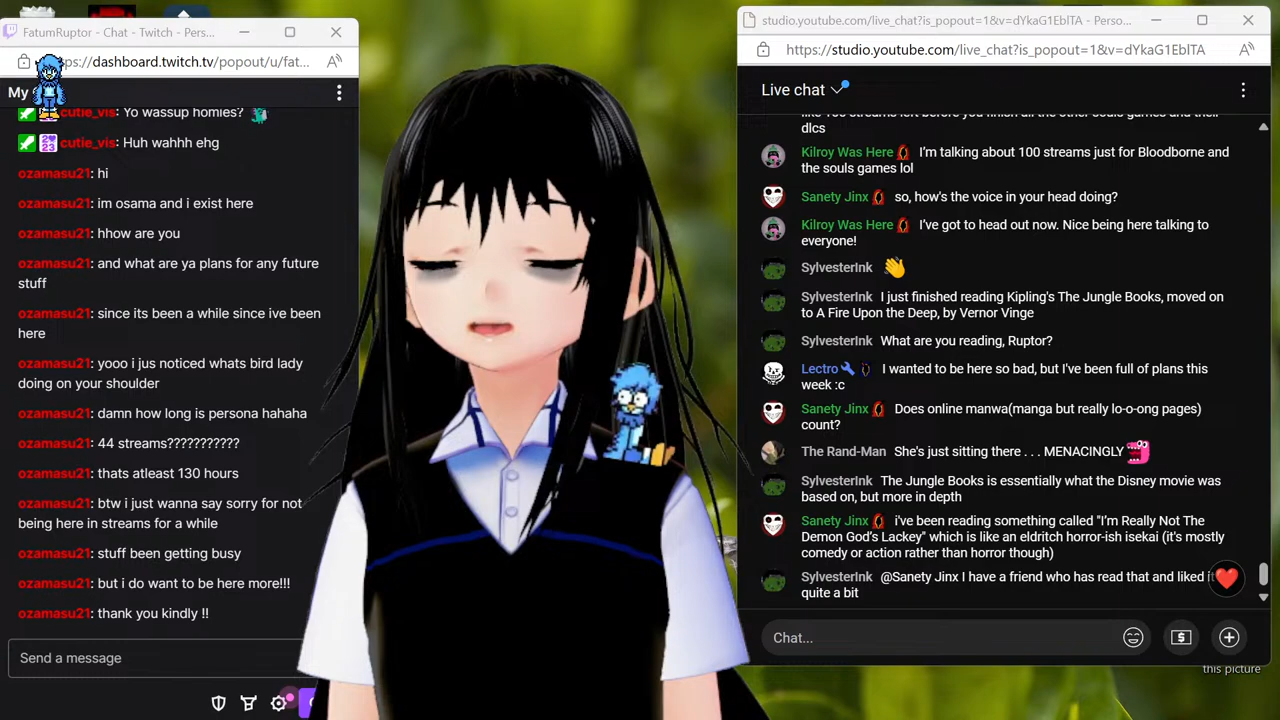 FatumRuptor - Chat - Twitch - Pers...
ps://dashboard.twitch.tv/popout/u/fat...
My
cutie_vis: Yo wassup homies?
cutie_vis: Huh wahhh ehg
ozamasu21: hi
ozamasu21: im osama and i exist here
ozamasu21: hhow are you
ozamasu21: and what are ya plans for any future
stuff
ozamasu21: since its been a while since ive been
here
ozamasu21: yooo i jus noticed whats bird lady
doing on your shoulder
ozamasu21: damn how long is persona hahaha
ozamasu21: 44 streams???????????
ozamasu21: thats atleast 130 hours
ozamasu21: btw i just wanna say sorry for not
being here in streams for a while
ozamasu21: stuff been getting busy
ozamasu21: but i do want to be here more!!!
ozamasu21: thank you kindly !!
Send a message
studio.youtube.com/live_chat?is_popout=1&v=dYkaG1EblTA - Perso...
https://studio.youtube.com/live_chat?is_popout=1&v=dYkaG1EblTA
Live chat
dlcs
Kilroy Was Here I'm talking about 100 streams just for Bloodborne and
the souls games lol
Sanety Jinx so, how's the voice in your head doing?
Kilroy Was Here I've got to head out now. Nice being here talking to
everyone!
SylvesterInk 👋
SylvesterInk I just finished reading Kipling's The Jungle Books, moved on
to A Fire Upon the Deep, by Vernor Vinge
SylvesterInk What are you reading, Ruptor?
Lectro I wanted to be here so bad, but I've been full of plans this
week :c
Sanety Jinx Does online manwa(manga but really lo-o-ong pages)
count?
The Rand-Man She's just sitting there . . . MENACINGLY
SylvesterInk The Jungle Books is essentially what the Disney movie was
based on, but more in depth
Sanety Jinx i've been reading something called "I'm Really Not The
Demon God's Lackey" which is like an eldritch horror-ish isekai (it's mostly
comedy or action rather than horror though)
SylvesterInk @Sanety Jinx I have a friend who has read that and liked it
quite a bit
Chat...
this picture